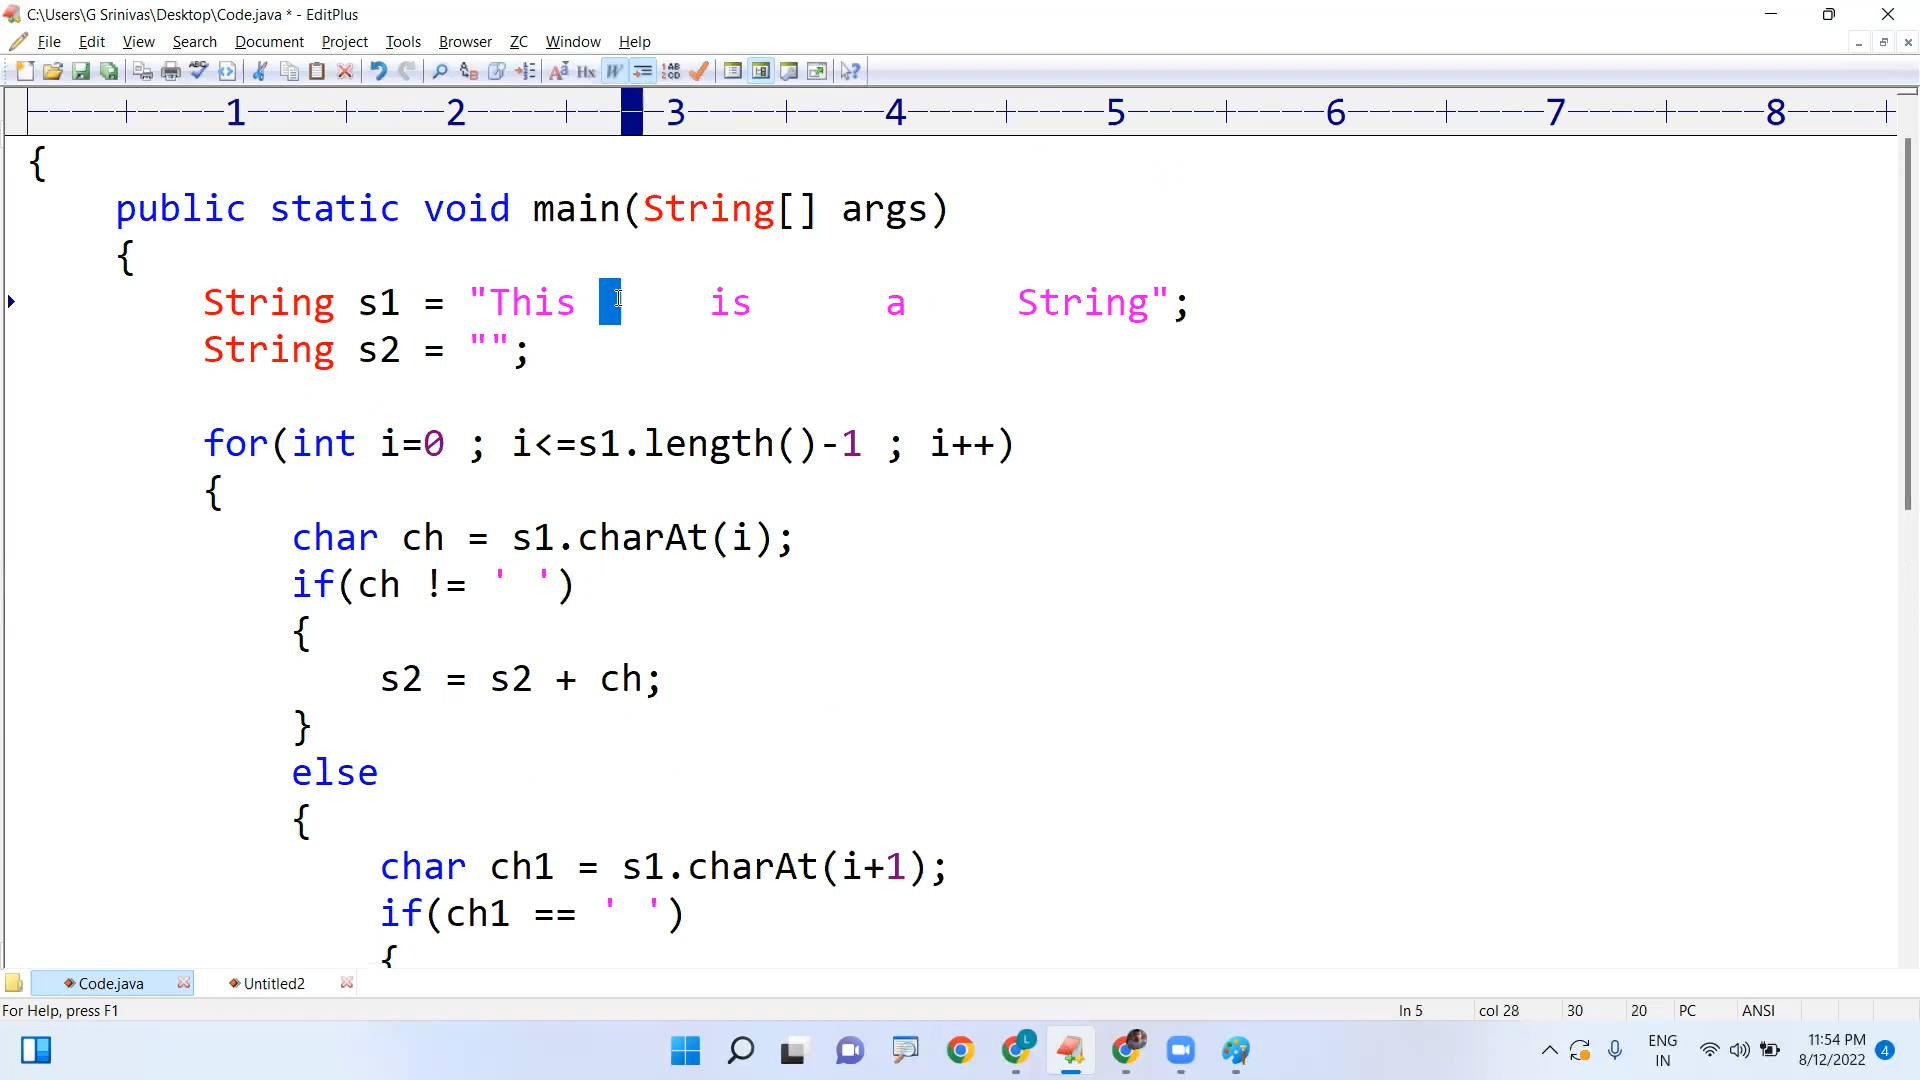 C:\Users\G Srinivas\Desktop\Code.java * - EditPlus
File Edit View Search Document Project Tools Browser ZC Window Help
----+----1----+----2----+----3----+----4----+----5----+----6----+----7----+----8----+
{
public static void main(String[] args)
{
String s1 = "This      is      a     String";
String s2 = "";
for(int i=0 ; i<=s1.length()-1 ; i++)
{
char ch = s1.charAt(i);
if(ch != ' ')
{
s2 = s2 + ch;
}
else
{
char ch1 = s1.charAt(i+1);
if(ch1 == ' ')
{
Code.java Untitled2
For Help, press F1 ln 5 col 28 30 20 PC ANSI
ENG IN 11:54 PM 8/12/2022 4